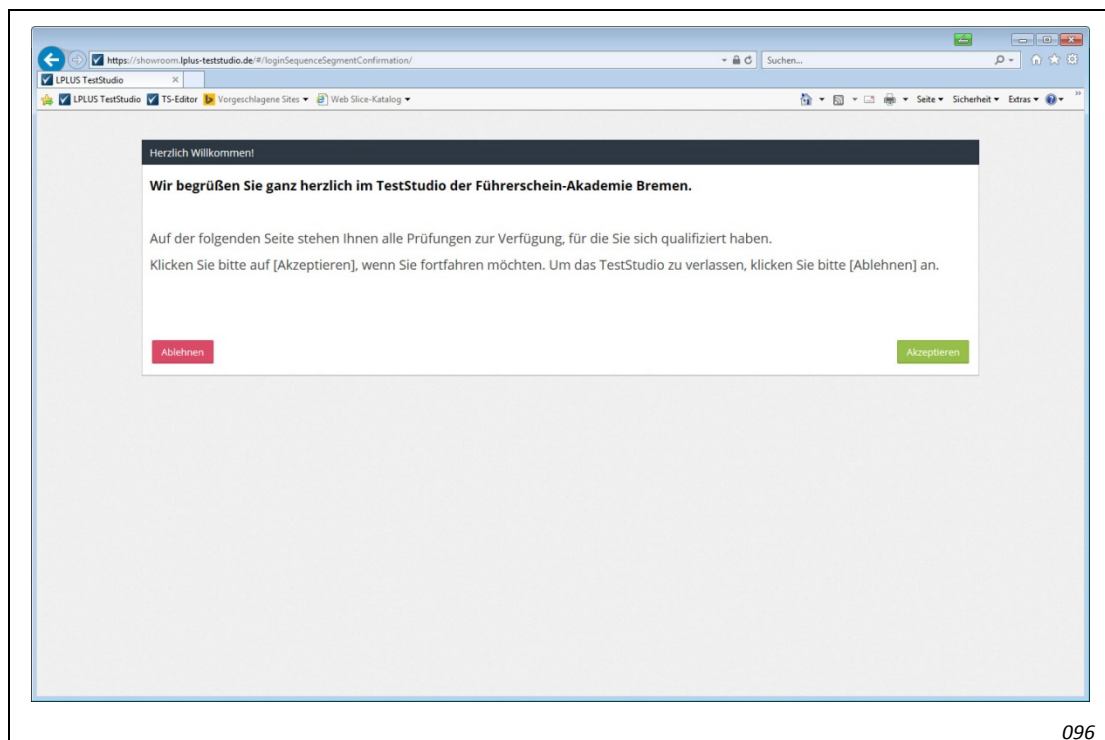 https://showroom.lplus-teststudio.de/#/loginSequenceSegmentConfirmation/
Suchen...
LPLUS TestStudio
LPLUS TestStudio TS-Editor Vorgeschlagene Sites Web Slice-Katalog Seite Sicherheit Extras
Herzlich Willkommen!
Wir begrüßen Sie ganz herzlich im TestStudio der Führerschein-Akademie Bremen.
Auf der folgenden Seite stehen Ihnen alle Prüfungen zur Verfügung, für die Sie sich qualifiziert haben.
Klicken Sie bitte auf [Akzeptieren], wenn Sie fortfahren möchten. Um das TestStudio zu verlassen, klicken Sie bitte [Ablehnen] an.
Ablehnen Akzeptieren
096